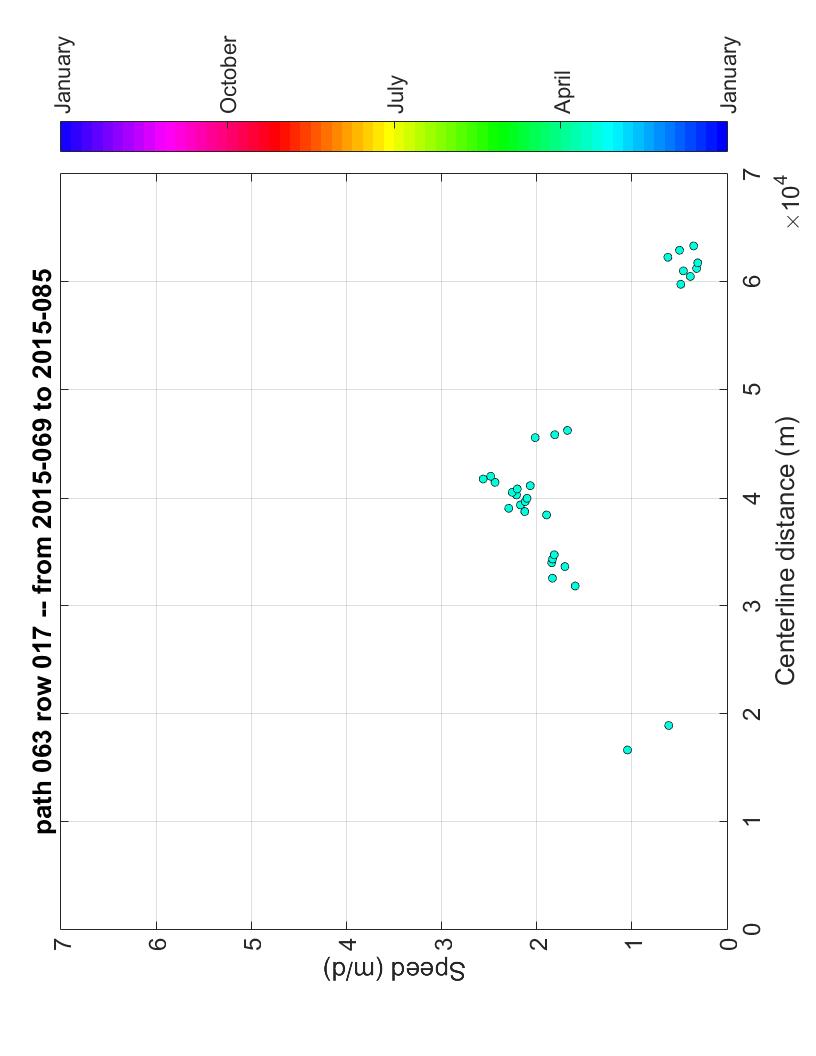 path 063 row 017 -- from 2015-069 to 2015-085
7
6
5
4
3
2
1
0
Speed (m/d)
0
1
2
3
4
5
6
7
×10⁴
Centerline distance (m)
January
October
July
April
January